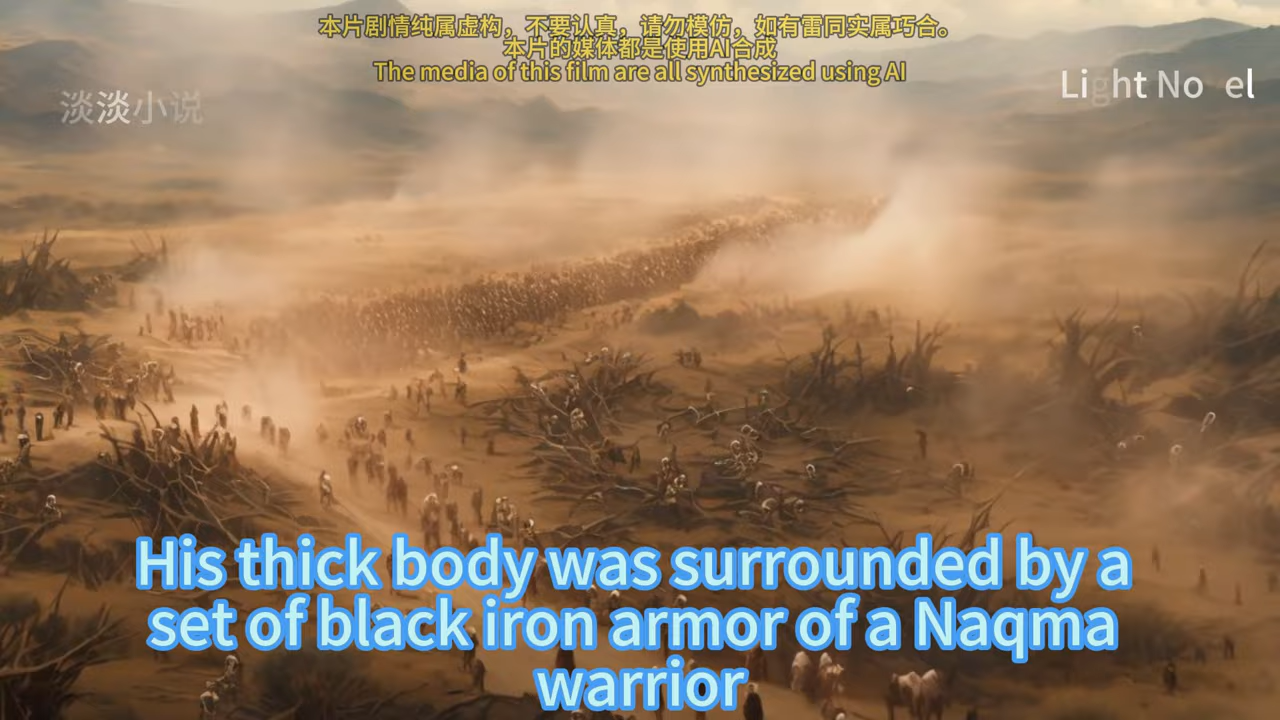 本片剧情纯属虚构，不要认真，请勿模仿，如有雷同实属巧合。
本片的媒体都是使用AI合成
The media of this film are all synthesized using AI
Light No el
淡淡小说
His thick body was surrounded by a
set of black iron armor of a Naqma
warrior